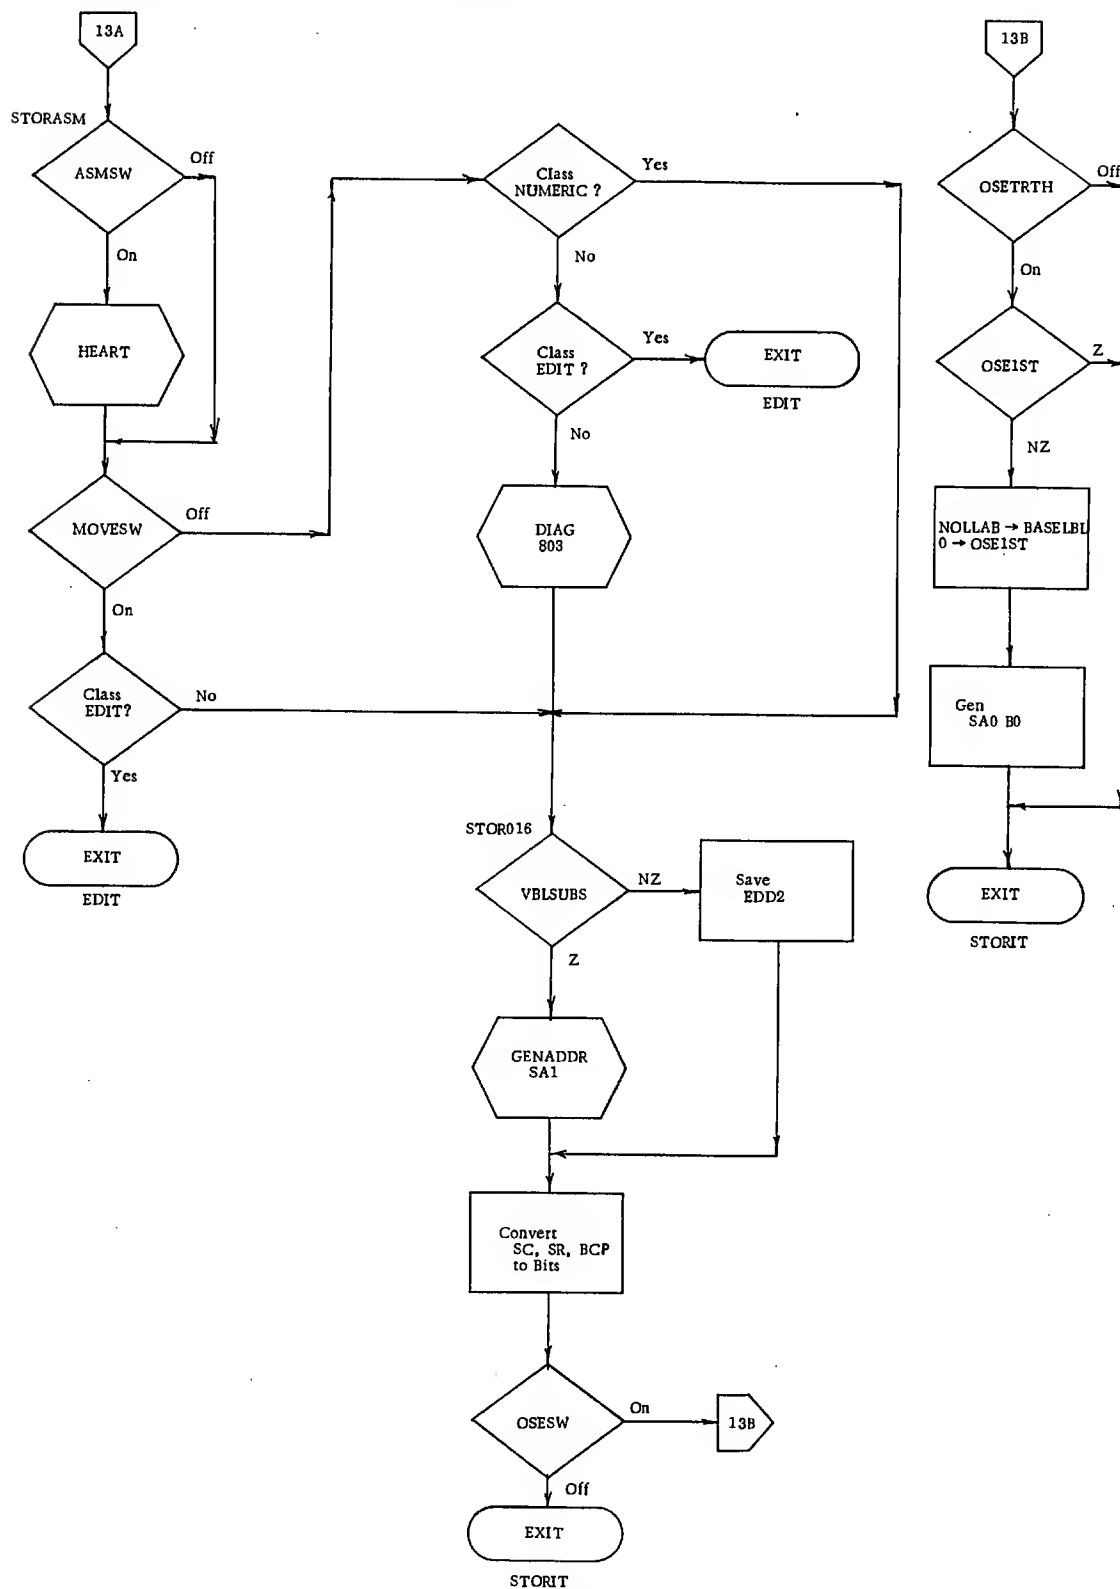 13A
STORASM
ASMSW
Off
On
HEART
MOVESW
Off
On
Class
EDIT?
No
Yes
EXIT
EDIT
Class
NUMERIC ?
Yes
No
Class
EDIT ?
Yes
EXIT
EDIT
No
DIAG
803
STOR016
VBLSUBS
NZ
Save
EDD2
Z
GENADDR
SA1
Convert
SC, SR, BCP
to Bits
OSESW
On
13B
Off
EXIT
STORIT
13B
OSETRTH
Off
On
OSE1ST
Z
NZ
NOLLAB → BASELBL
0 → OSE1ST
Gen
SA0 B0
EXIT
STORIT